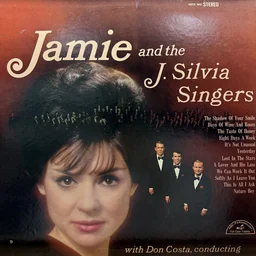 STEREO
Jamie and the
J. Silvia
Singers
The Shadow Of Your Smile
Days Of Wine And Roses
The Taste Of Honey
Eight Days A Week
It's Not Unusual
Yesterday
Lost In The Stars
A Lover And His Lass
We Can Work It Out
Softly As I Leave You
This Is All I Ask
Nature Boy
with Don Costa, conducting